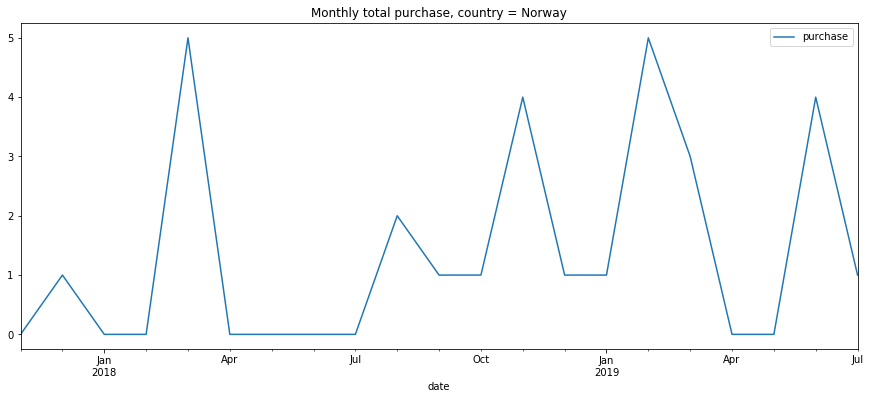 Monthly total purchase, country = Norway
purchase
5
4
3
2
1
0
Jan Apr Jul Oct Jan Apr Jul
2018 2019
date